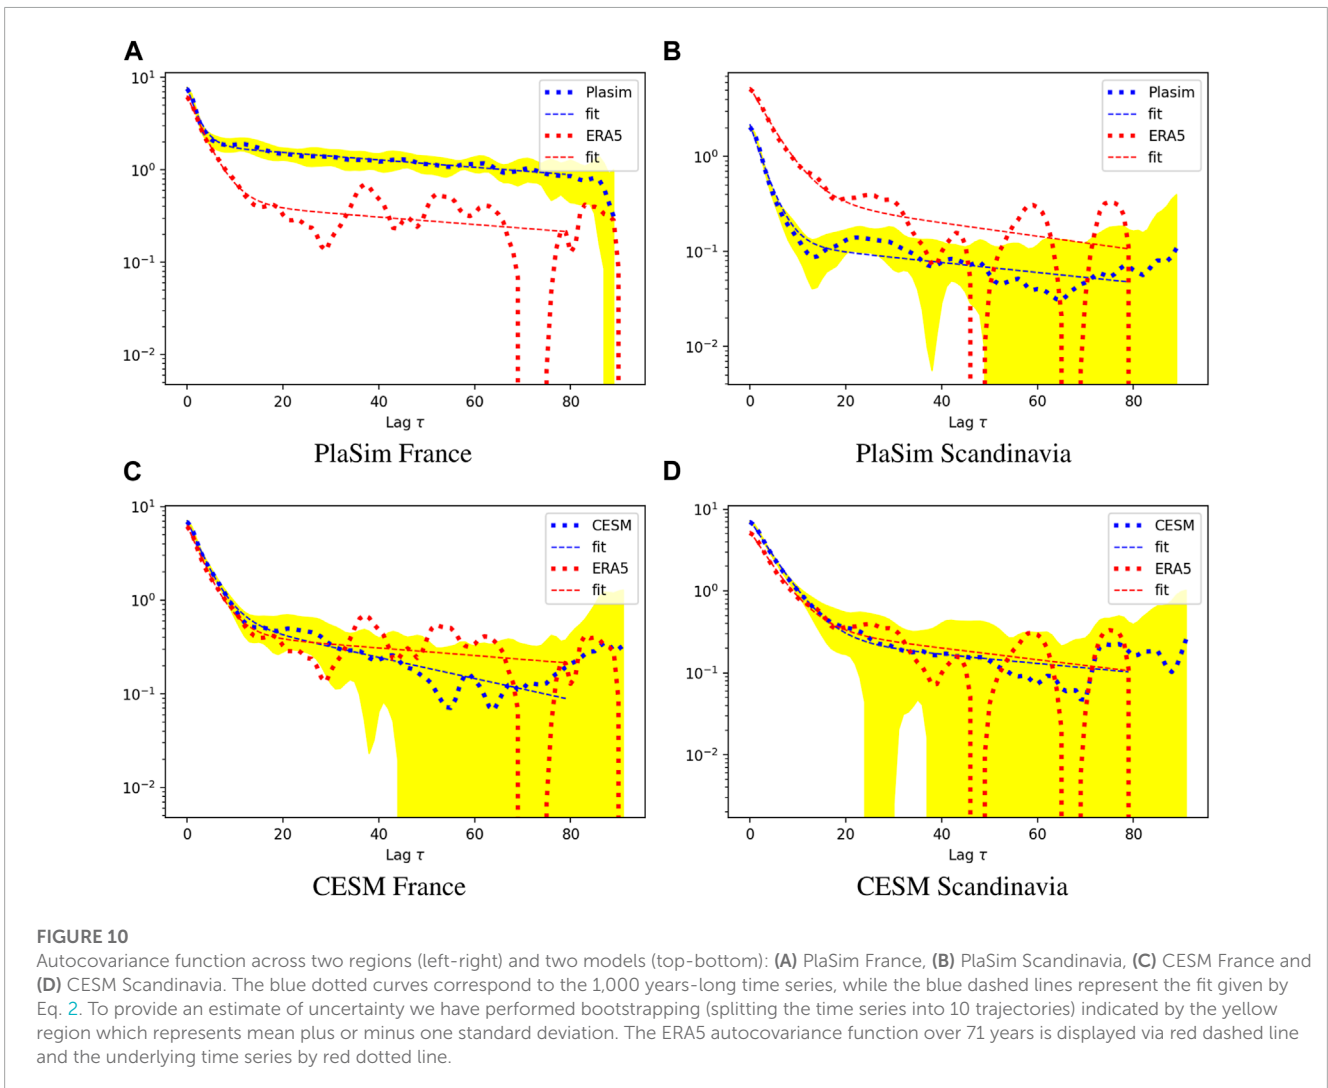 A
B
10¹
10⁰
10⁻¹
10⁻²
Plasim
fit
ERA5
fit
0
20
40
60
80
Lag τ
PlaSim France
10⁰
10⁻¹
10⁻²
Plasim
fit
ERA5
fit
0
20
40
60
80
Lag τ
PlaSim Scandinavia
C
D
10¹
10⁰
10⁻¹
10⁻²
CESM
fit
ERA5
fit
0
20
40
60
80
Lag τ
CESM France
10¹
10⁰
10⁻¹
10⁻²
CESM
fit
ERA5
fit
0
20
40
60
80
Lag τ
CESM Scandinavia
FIGURE 10
Autocovariance function across two regions (left-right) and two models (top-bottom): (A) PlaSim France, (B) PlaSim Scandinavia, (C) CESM France and
(D) CESM Scandinavia. The blue dotted curves correspond to the 1,000 years-long time series, while the blue dashed lines represent the fit given by
Eq. 2. To provide an estimate of uncertainty we have performed bootstrapping (splitting the time series into 10 trajectories) indicated by the yellow
region which represents mean plus or minus one standard deviation. The ERA5 autocovariance function over 71 years is displayed via red dashed line
and the underlying time series by red dotted line.